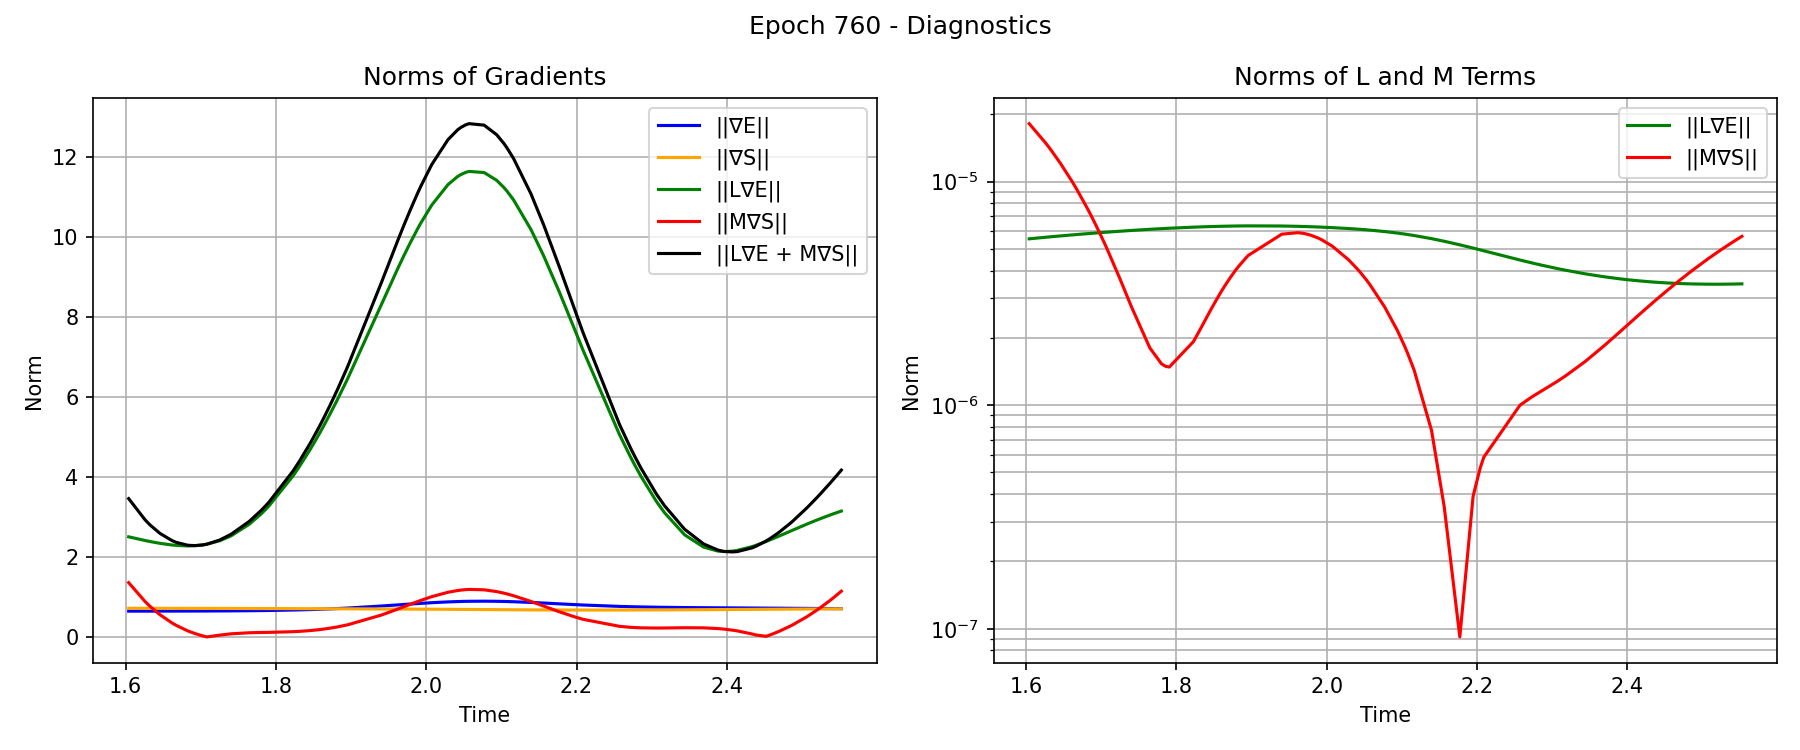 Epoch 760 - Diagnostics
Norms of Gradients
Norm
12
10
8
6
4
2
0
1.6 1.8 2.0 2.2 2.4
Time
||∇E||
||∇S||
||L∇E||
||M∇S||
||L∇E + M∇S||
Norms of L and M Terms
Norm
10⁻⁵
10⁻⁶
10⁻⁷
1.6 1.8 2.0 2.2 2.4
Time
||L∇E||
||M∇S||